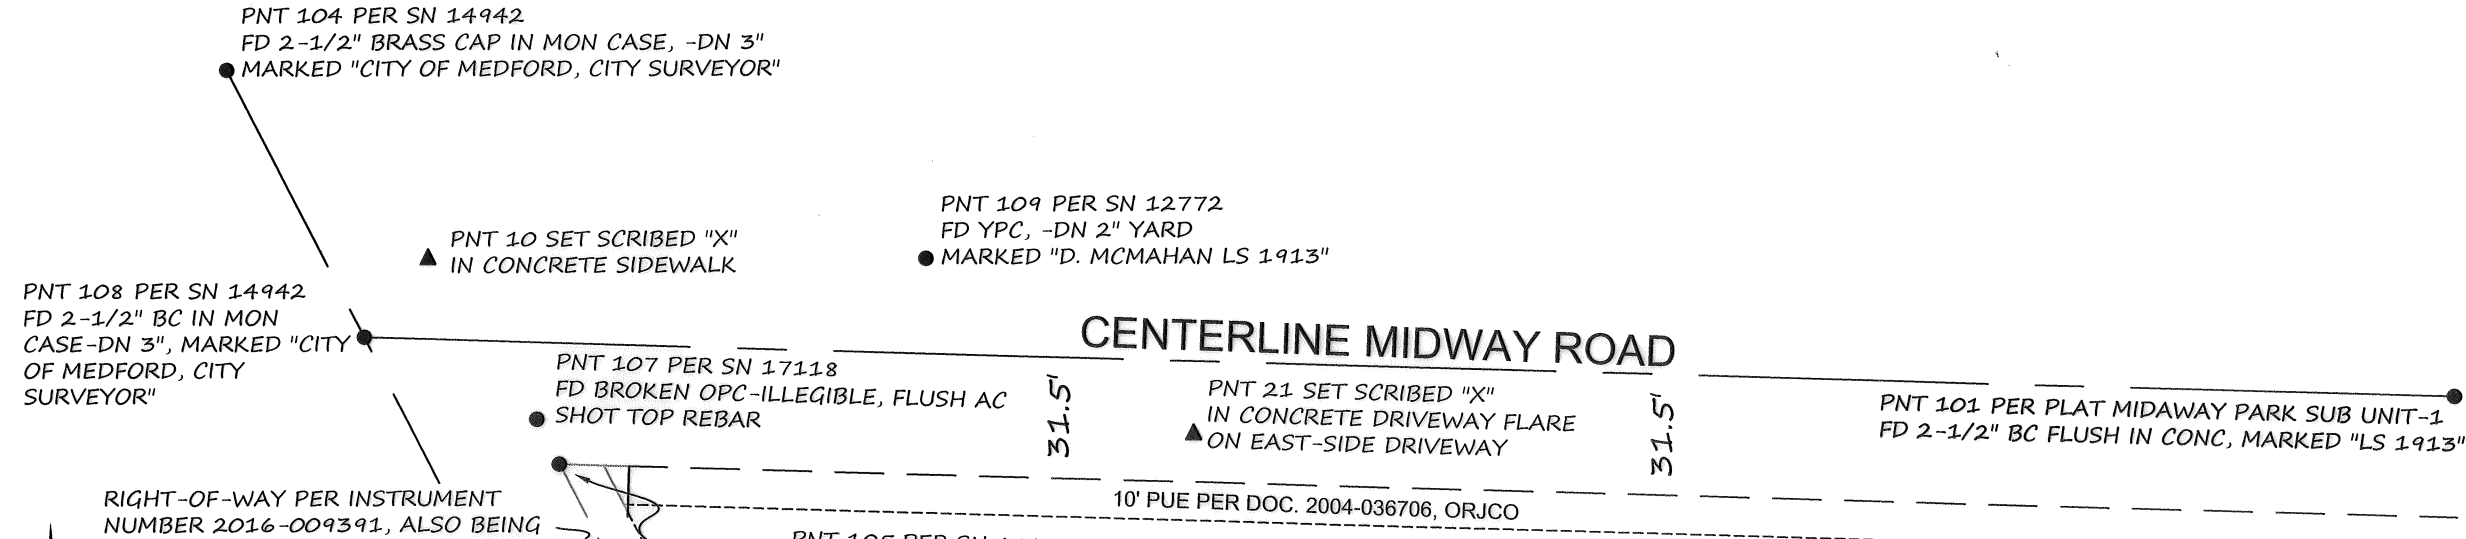 PNT 104 PER SN 14942
FD 2-1/2" BRASS CAP IN MON CASE, -DN 3"
MARKED "CITY OF MEDFORD, CITY SURVEYOR"
PNT 109 PER SN 12772
FD YPC, -DN 2" YARD
MARKED "D. MCMAHAN LS 1913"
PNT 10 SET SCRIBED "X"
IN CONCRETE SIDEWALK
PNT 108 PER SN 14942
FD 2-1/2" BC IN MON
CASE-DN 3", MARKED "CITY
OF MEDFORD, CITY
SURVEYOR"
CENTERLINE MIDWAY ROAD
PNT 107 PER SN 17118
FD BROKEN OPC-ILLEGIBLE, FLUSH AC
SHOT TOP REBAR
31.5'
PNT 21 SET SCRIBED "X"
IN CONCRETE DRIVEWAY FLARE
ON EAST-SIDE DRIVEWAY
31.5'
PNT 101 PER PLAT MIDAWAY PARK SUB UNIT-1
FD 2-1/2" BC FLUSH IN CONC, MARKED "LS 1913"
10' PUE PER DOC. 2004-036706, ORJCO
RIGHT-OF-WAY PER INSTRUMENT
NUMBER 2016-009391, ALSO BEING